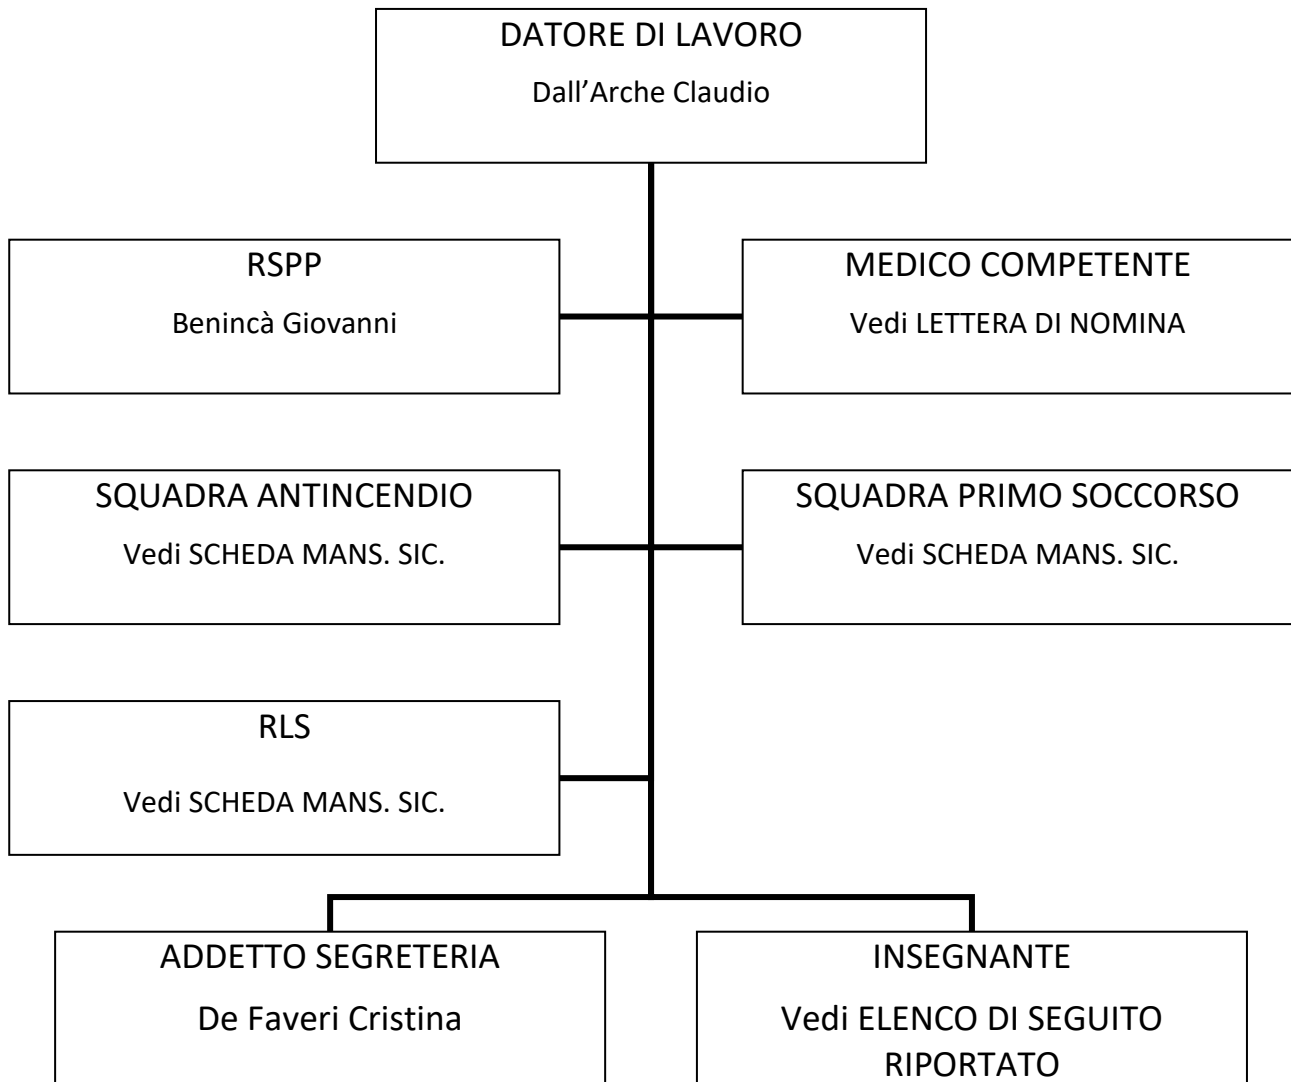 DATORE DI LAVORO
Dall’Arche Claudio
RSPP
Benincà Giovanni
MEDICO COMPETENTE
Vedi LETTERA DI NOMINA
SQUADRA ANTINCENDIO
Vedi SCHEDA MANS. SIC.
SQUADRA PRIMO SOCCORSO
Vedi SCHEDA MANS. SIC.
RLS
Vedi SCHEDA MANS. SIC.
ADDETTO SEGRETERIA
De Faveri Cristina
INSEGNANTE
Vedi ELENCO DI SEGUITO
RIPORTATO